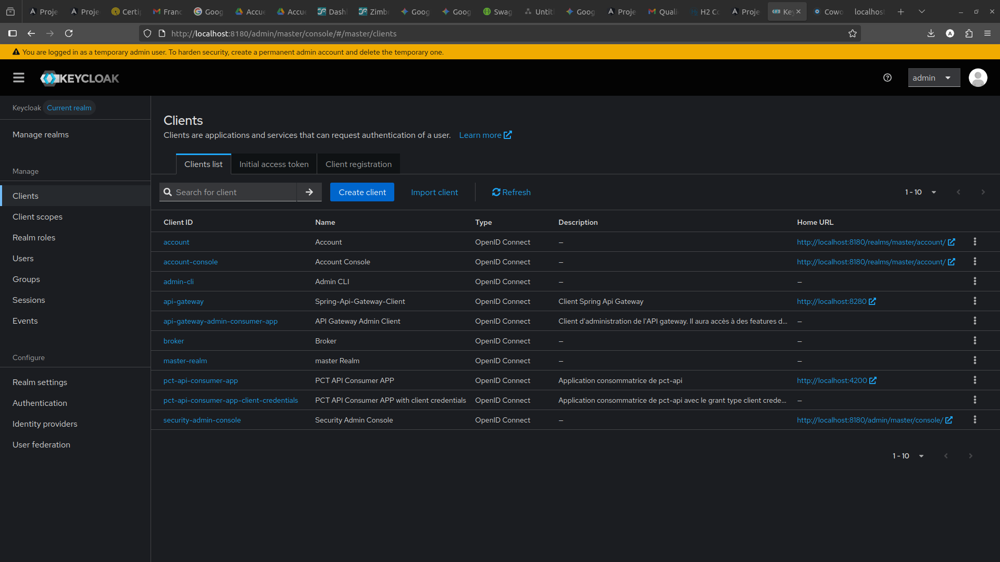 Proje
Proje
Certip
Franc
Goog
Accue
Accue
Dash
Zimb
Goog
Goog
Swag
Untit
Goog
Proje
Quali
H2 Co
Proje
Key
Cowo
localhos
http://localhost:8180/admin/master/console/#/master/clients
You are logged in as a temporary admin user. To harden security, create a permanent admin account and delete the temporary one.
KEYCLOAK
admin
Keycloak Current realm
Manage realms
Manage
Clients
Client scopes
Realm roles
Users
Groups
Sessions
Events
Configure
Realm settings
Authentication
Identity providers
User federation
Clients
Clients are applications and services that can request authentication of a user. Learn more
Clients list Initial access token Client registration
Search for client Create client Import client Refresh 1 - 10
Client ID Name Type Description Home URL
account Account OpenID Connect – http://localhost:8180/realms/master/account/
account-console Account Console OpenID Connect – http://localhost:8180/realms/master/account/
admin-cli Admin CLI OpenID Connect – –
api-gateway Spring-Api-Gateway-Client OpenID Connect Client Spring Api Gateway http://localhost:8280
api-gateway-admin-consumer-app API Gateway Admin Client OpenID Connect Client d'administration de l'API gateway. Il aura accès à des features d... –
broker Broker OpenID Connect – –
master-realm master Realm OpenID Connect – –
pct-api-consumer-app PCT API Consumer APP OpenID Connect Application consommatrice de pct-api http://localhost:4200
pct-api-consumer-app-client-credentials PCT API Consumer APP with client credentials OpenID Connect Application consommatrice de pct-api avec le grant type client crede... –
security-admin-console Security Admin Console OpenID Connect – http://localhost:8180/admin/master/console/
1 - 10